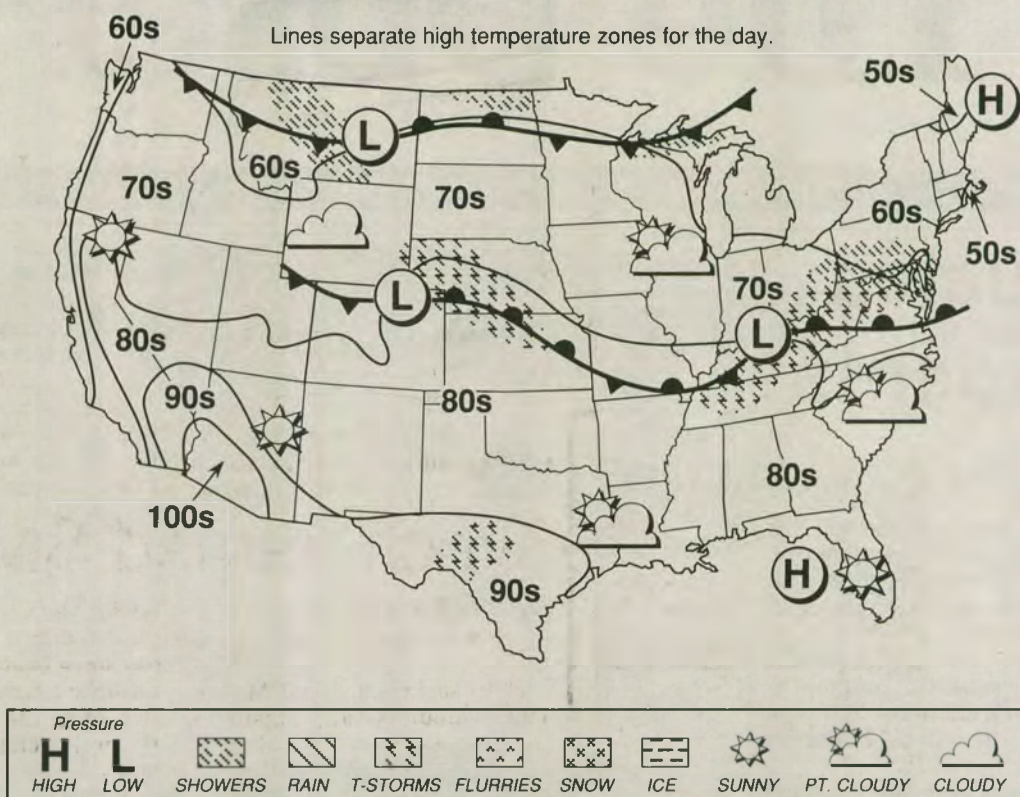 Lines separate high temperature zones for the day.
60s
50s
H
L
60s
70s
70s
60s
50s
L
70s
L
80s
90s
80s
80s
100s
H
90s
Pressure
H L
HIGH LOW SHOWERS RAIN T-STORMS FLURRIES SNOW ICE SUNNY PT. CLOUDY CLOUDY